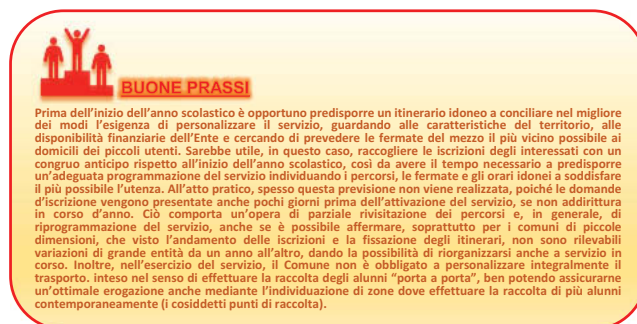 BUONE PRASSI
Prima dell'inizio dell'anno scolastico è opportuno predisporre un itinerario idoneo a conciliare nel migliore
dei modi l'esigenza di personalizzare il servizio, guardando alle caratteristiche del territorio, alle
disponibilità finanziarie dell'Ente e cercando di prevedere le fermate del mezzo il più vicino possibile ai
domicili dei piccoli utenti. Sarebbe utile, in questo caso, raccogliere le iscrizioni degli interessati con un
congruo anticipo rispetto all'inizio dell'anno scolastico, così da avere il tempo necessario a predisporre
un'adeguata programmazione del servizio individuando i percorsi, le fermate e gli orari idonei a soddisfare
il più possibile l'utenza. All'atto pratico, spesso questa previsione non viene realizzata, poiché le domande
d'iscrizione vengono presentate anche pochi giorni prima dell'attivazione del servizio, se non addirittura
in corso d'anno. Ciò comporta un'opera di parziale rivisitazione dei percorsi e, in generale, di
riprogrammazione del servizio, anche se è possibile affermare, soprattutto per i comuni di piccole
dimensioni, che visto l'andamento delle iscrizioni e la fissazione degli itinerari, non sono rilevabili
variazioni di grande entità da un anno all'altro, dando la possibilità di riorganizzarsi anche a servizio in
corso. Inoltre, nell'esercizio del servizio, il Comune non è obbligato a personalizzare integralmente il
trasporto. inteso nel senso di effettuare la raccolta degli alunni "porta a porta", ben potendo assicurarne
un'ottimale erogazione anche mediante l'individuazione di zone dove effettuare la raccolta di più alunni
contemporaneamente (i cosiddetti punti di raccolta).